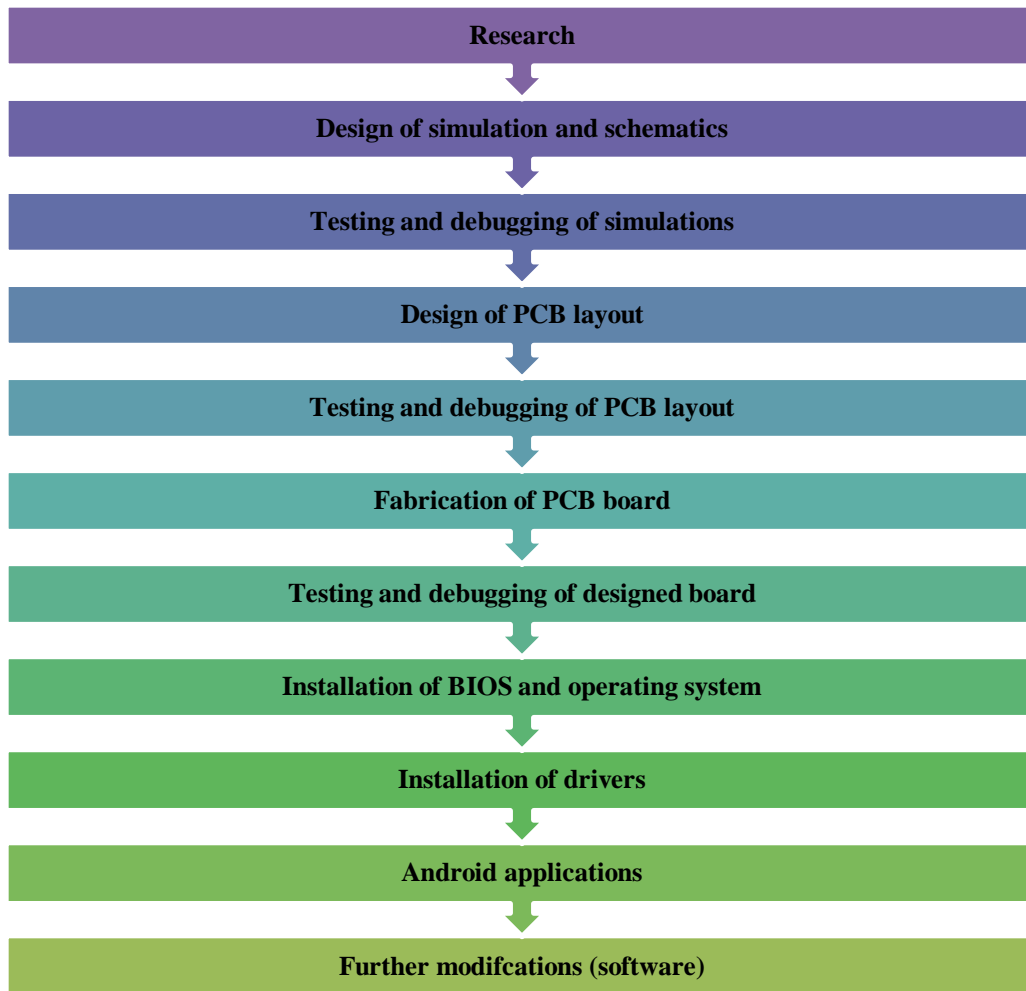 Research
Design of simulation and schematics
Testing and debugging of simulations
Design of PCB layout
Testing and debugging of PCB layout
Fabrication of PCB board
Testing and debugging of designed board
Installation of BIOS and operating system
Installation of drivers
Android applications
Further modifcations (software)